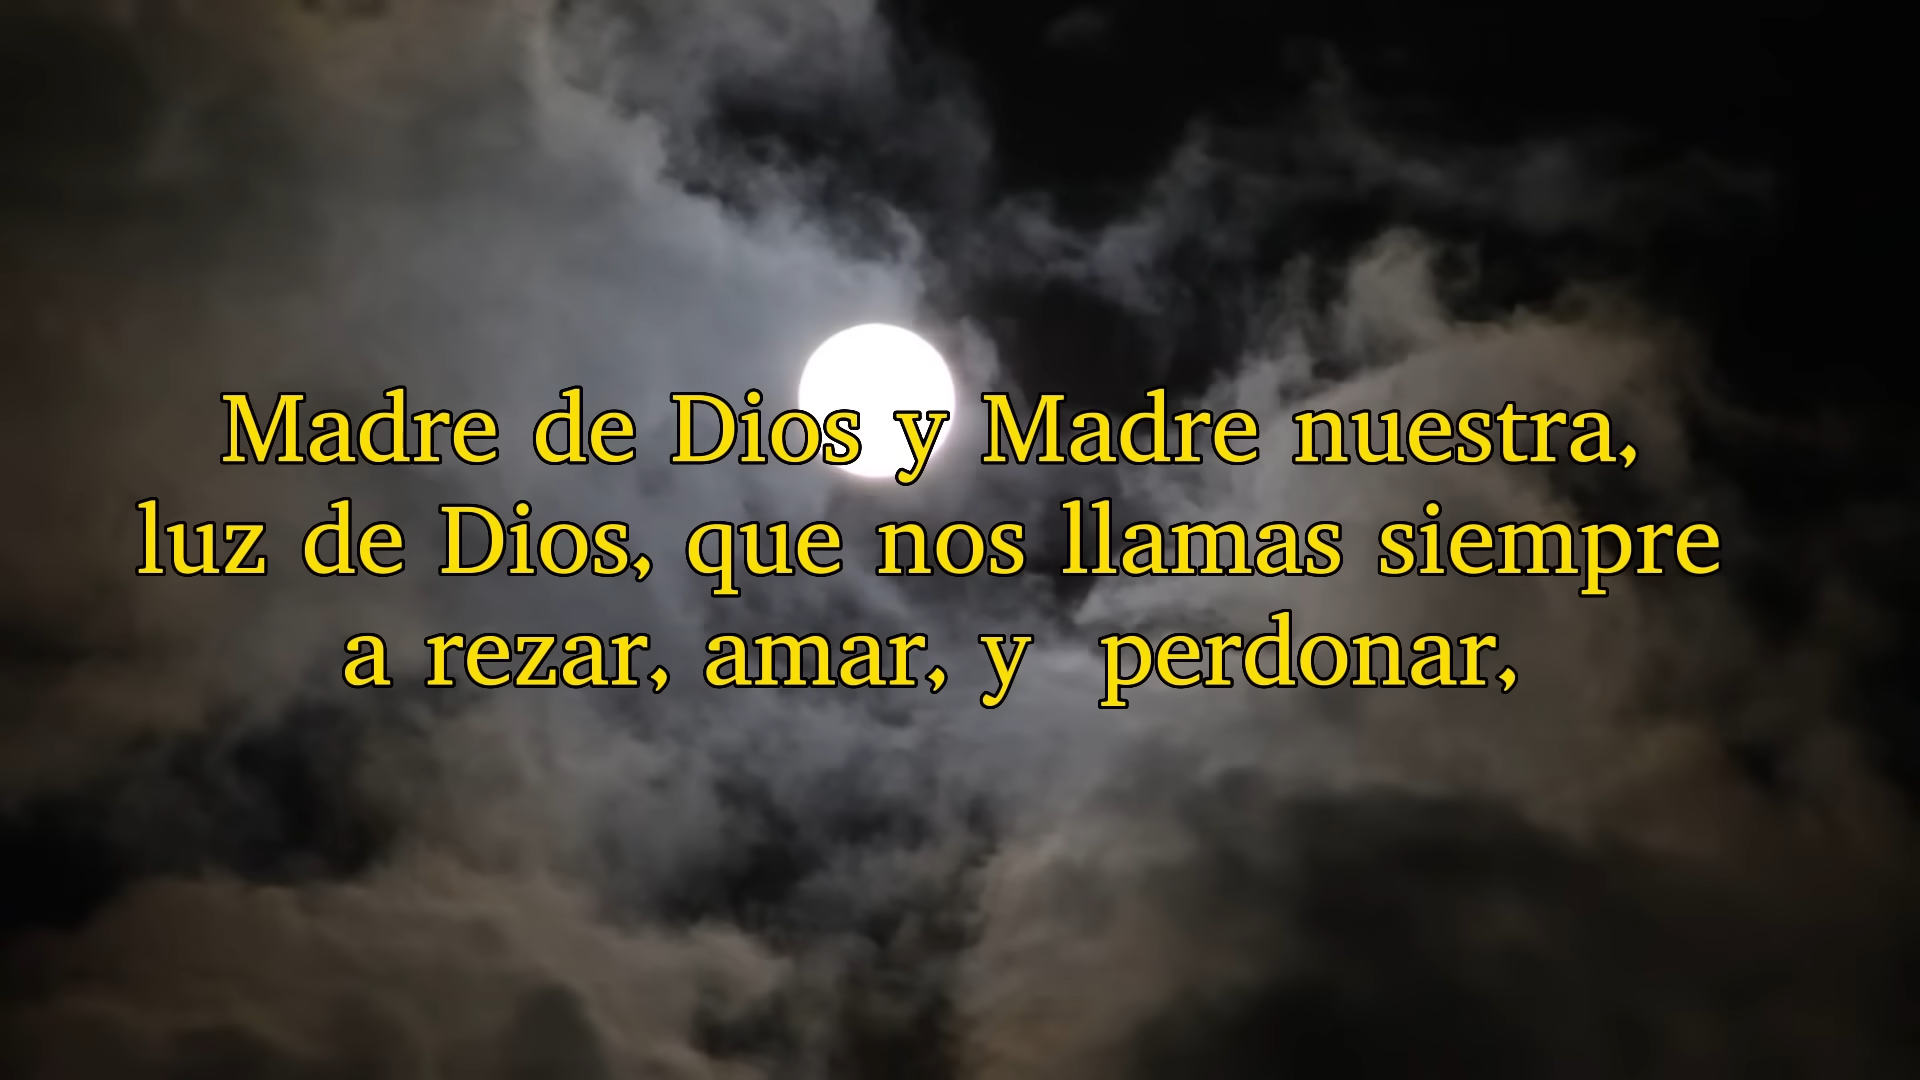 Madre de Dios y Madre nuestra,
luz de Dios, que nos llamas siempre
a rezar, amar, y  perdonar,